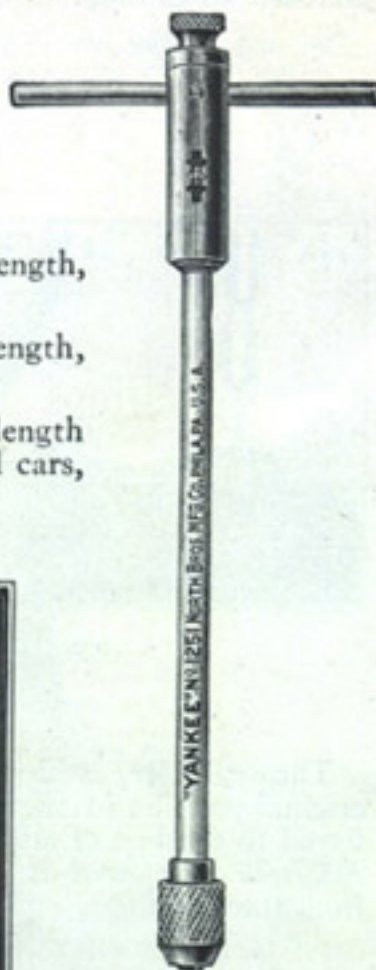 ength,
ength,
length
l cars,
"YANKEE" No 1251 NORTH BROS. MFG CO. PHILA. PA. U.S.A.